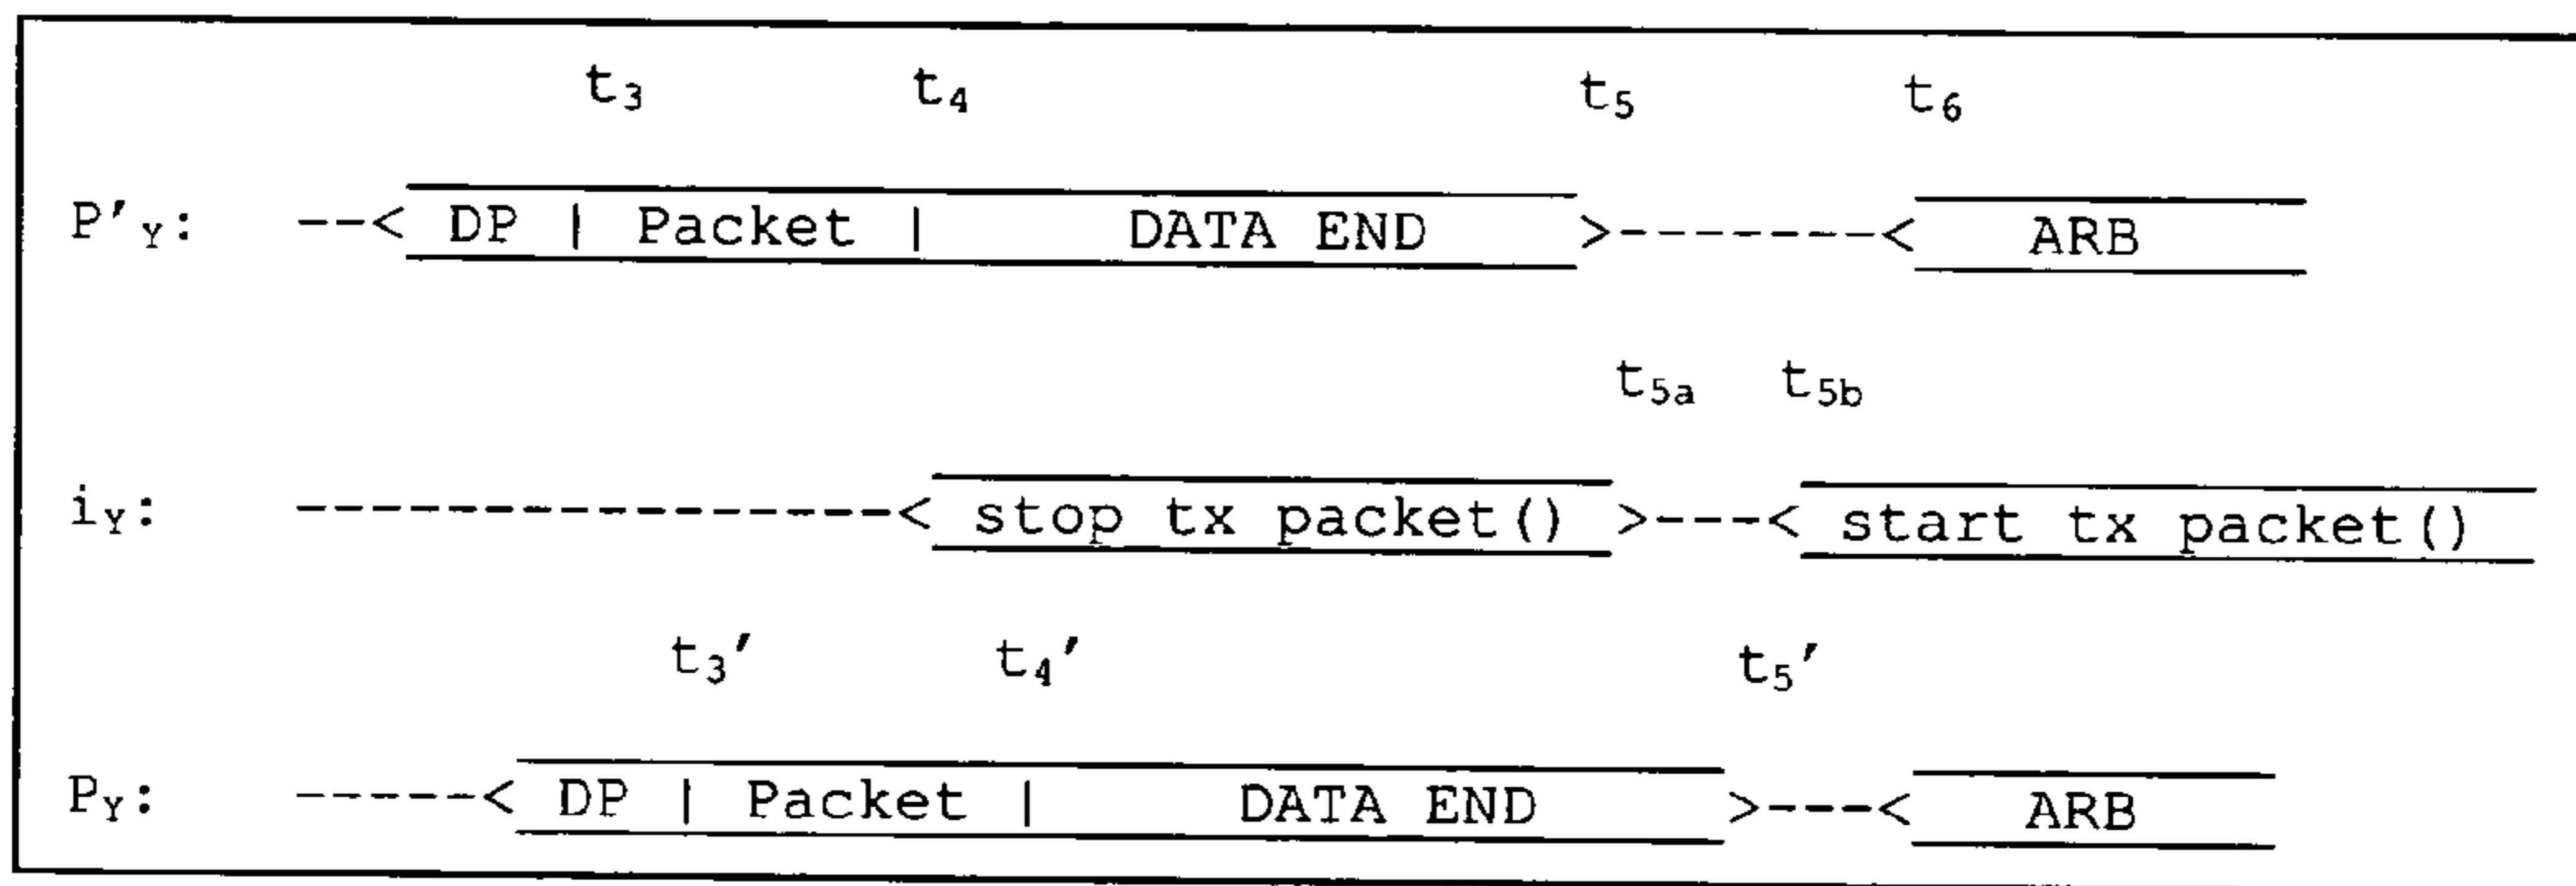 t₃ t₄ t₅ t₆
P'Y: --< DP | Packet | DATA END >--------< ARB
t₅ₐ t₅b
iY: -----------------< stop tx packet() >----< start tx packet()
t₃' t₄' t₅'
PY: -----< DP | Packet | DATA END >----< ARB